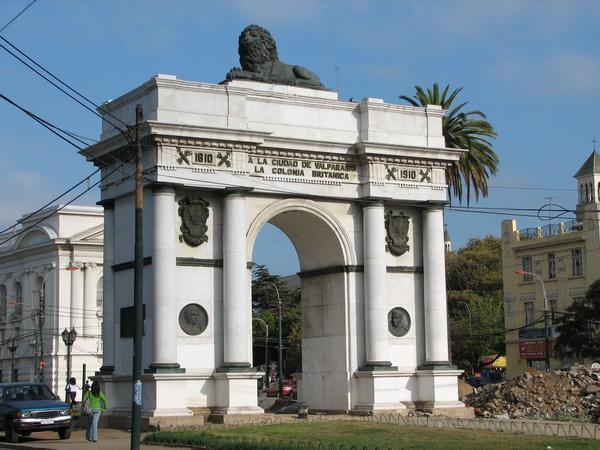 1810
A LA CIUDAD DE VALPARAISO
LA COLONIA BRITANICA
1910